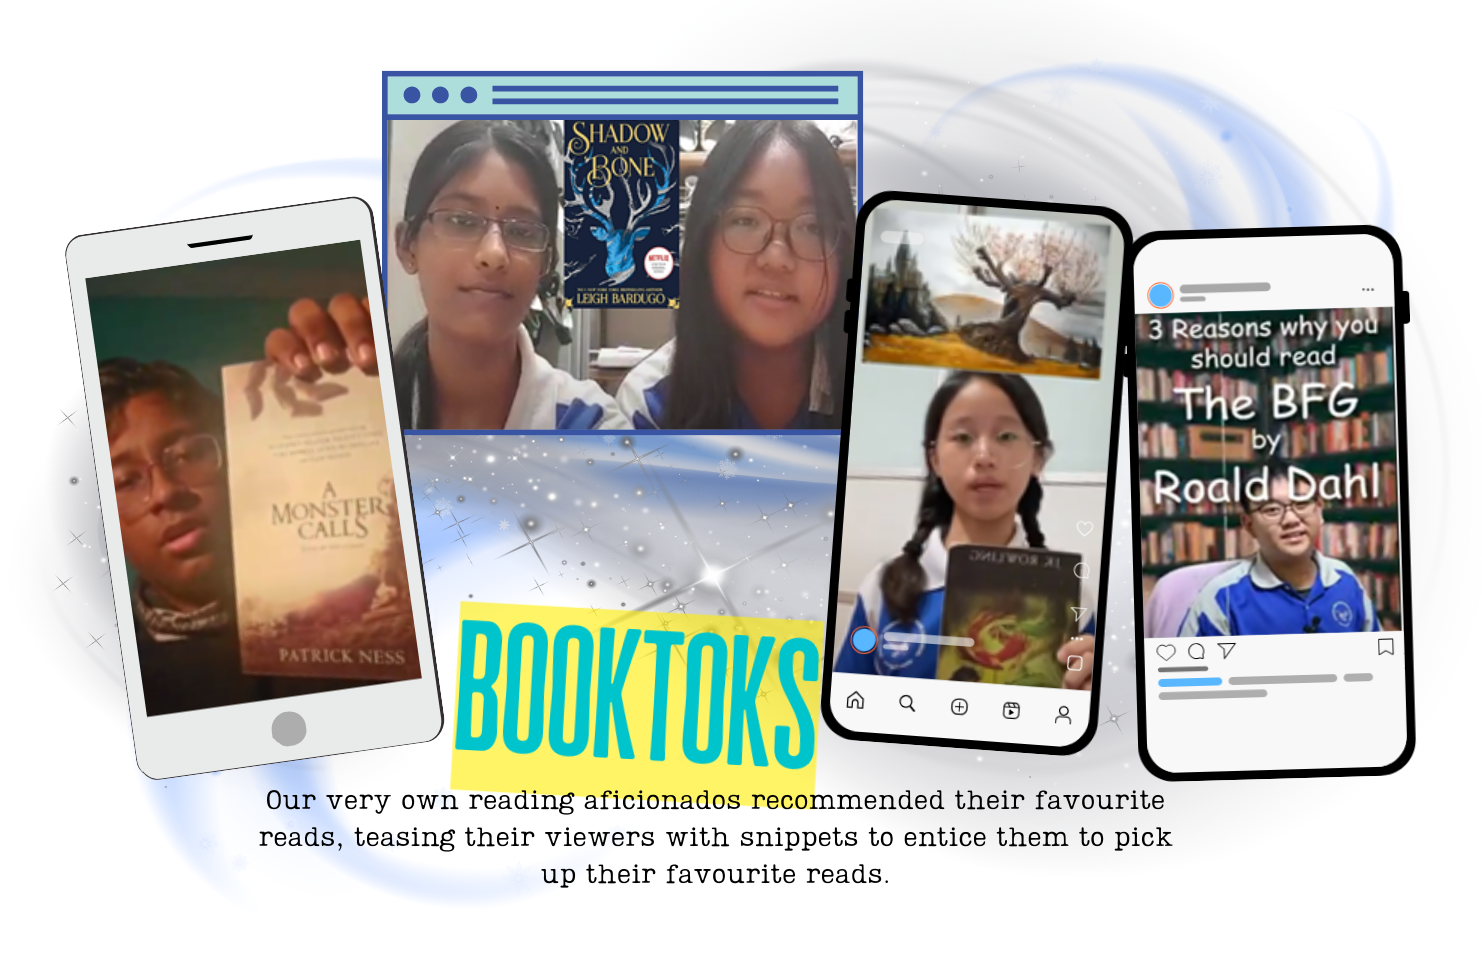 SHADOW
AND
BONE
NETFLIX
LEIGH BARDUGO
A
MONSTER
CALLS
PATRICK NESS
J.K. ROWLING
3 Reasons why you
should read
The BFG
by
Roald Dahl
BOOKTOKS
Our very own reading aficionados recommended their favourite
reads, teasing their viewers with snippets to entice them to pick
up their favourite reads.